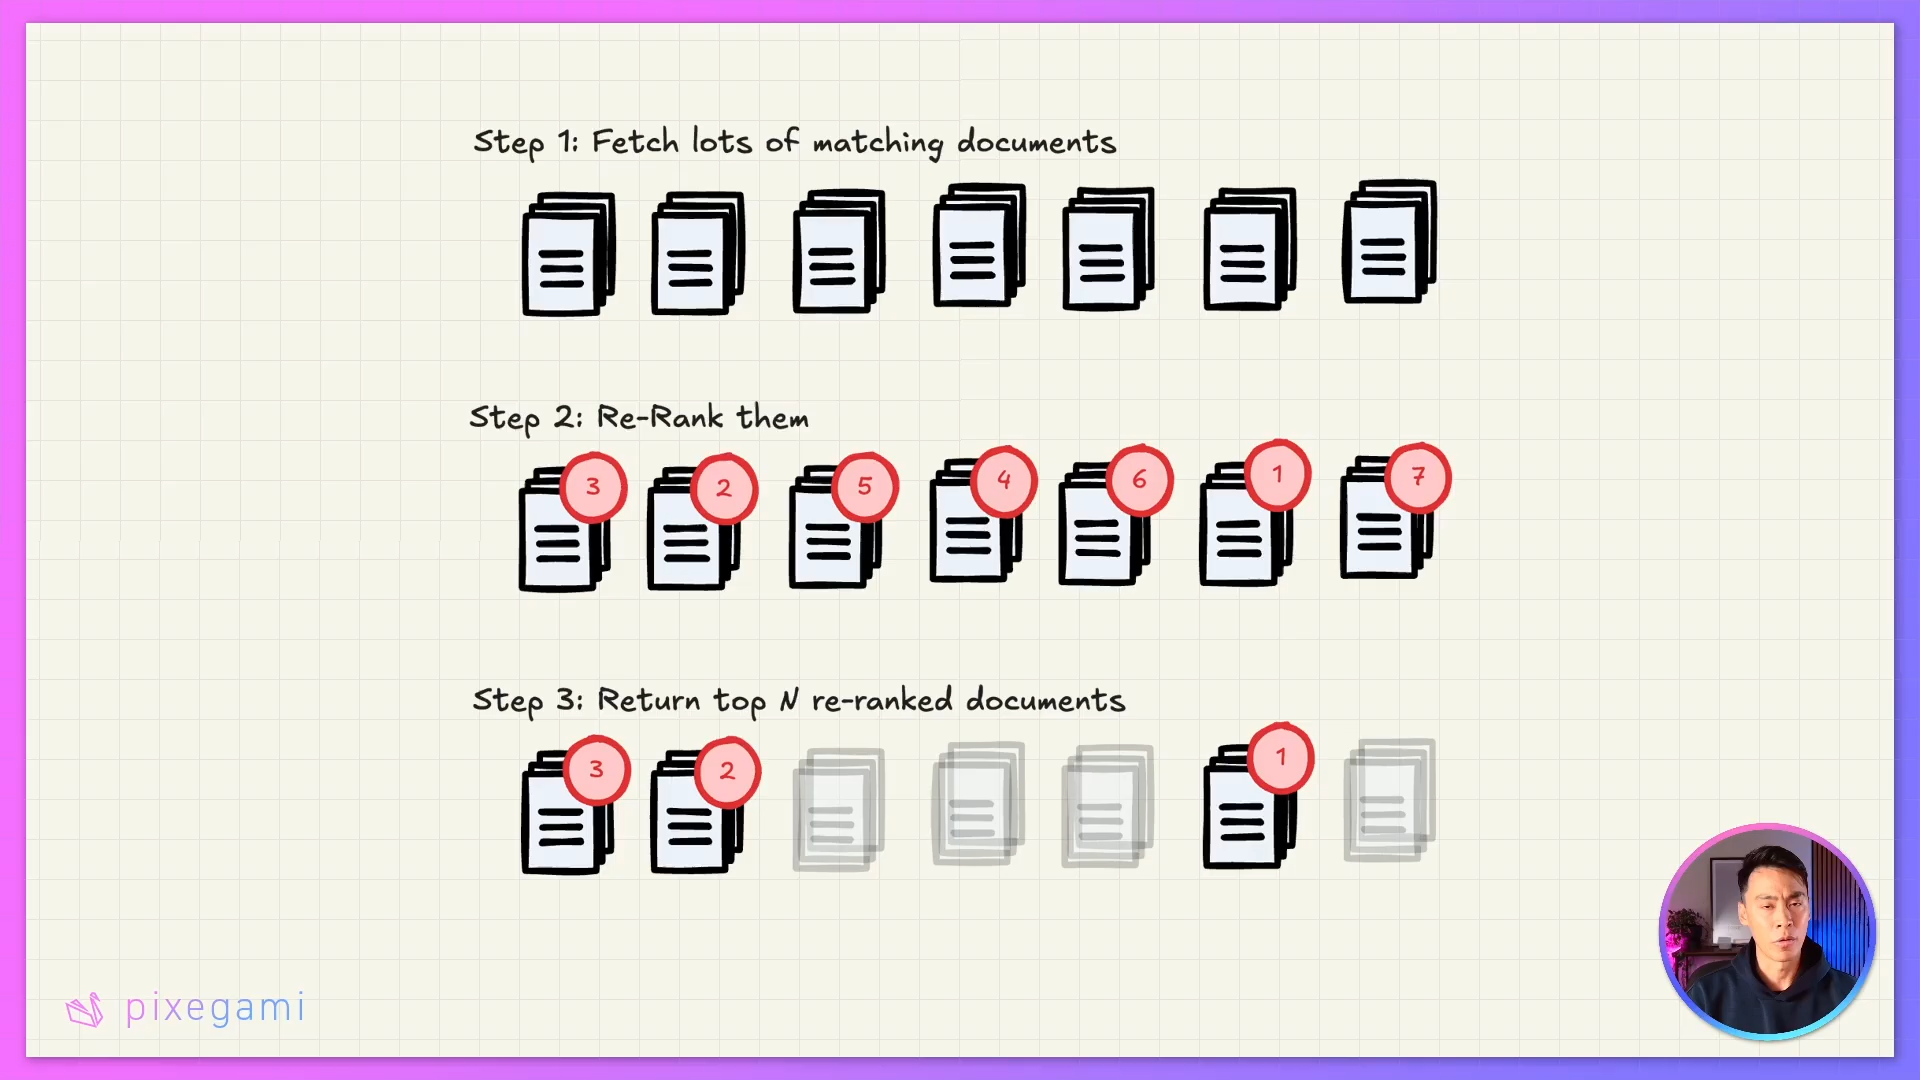 Step 1: Fetch lots of matching documents
Step 2: Re-Rank them
3 2 5 4 6 1 7
Step 3: Return top N re-ranked documents
3 2 1
pixegami